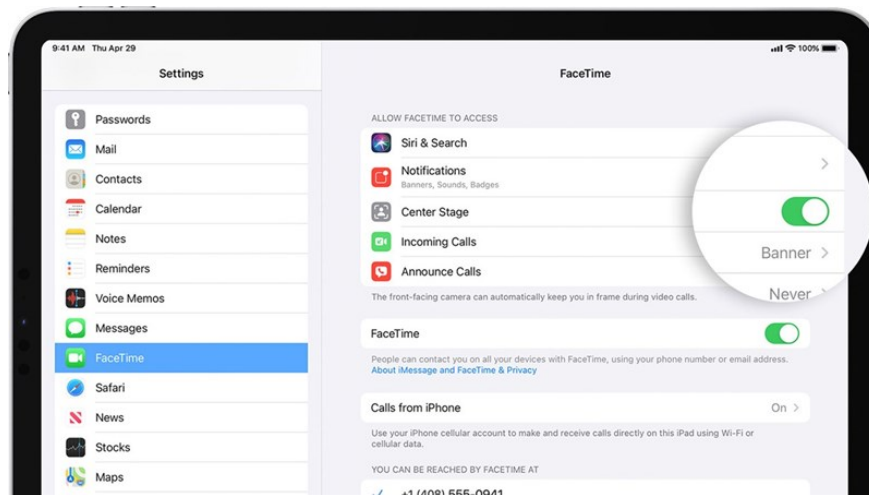 9:41 AM Thu Apr 29
100%
Settings
FaceTime
Passwords
Mail
Contacts
Calendar
Notes
Reminders
Voice Memos
Messages
FaceTime
Safari
News
Stocks
Maps
ALLOW FACETIME TO ACCESS
Siri & Search
Notifications
Banners, Sounds, Badges
Center Stage
Incoming Calls
Banner
Announce Calls
Never
The front-facing camera can automatically keep you in frame during video calls.
FaceTime
People can contact you on all your devices with FaceTime, using your phone number or email address.
About iMessage and FaceTime & Privacy
Calls from iPhone
On
Use your iPhone cellular account to make and receive calls directly on this iPad using Wi-Fi or
cellular data.
YOU CAN BE REACHED BY FACETIME AT
+1 (408) 555-0941